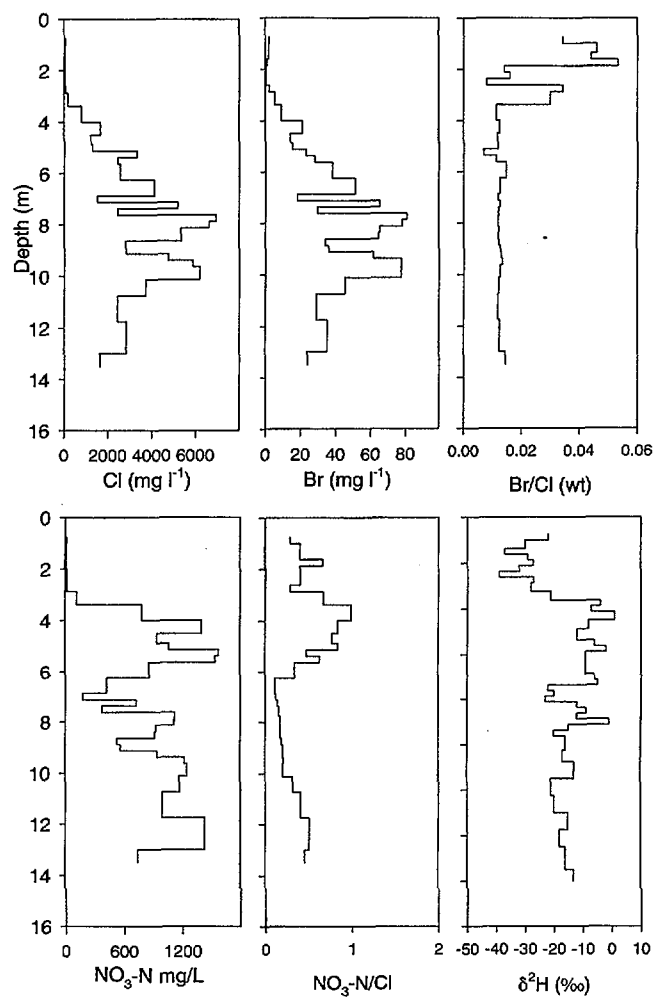 0
2
4
6
8
10
12
14
16
Depth (m)
0 2000 4000 6000
Cl (mg l⁻¹)
0 20 40 60 80
Br (mg l⁻¹)
0.00 0.02 0.04 0.06
Br/Cl (wt)
0
2
4
6
8
10
12
14
16
0 600 1200
NO₃-N mg/L
0 1 2
NO₃-N/Cl
-50 -40 -30 -20 -10 0 10
δ²H (‰)